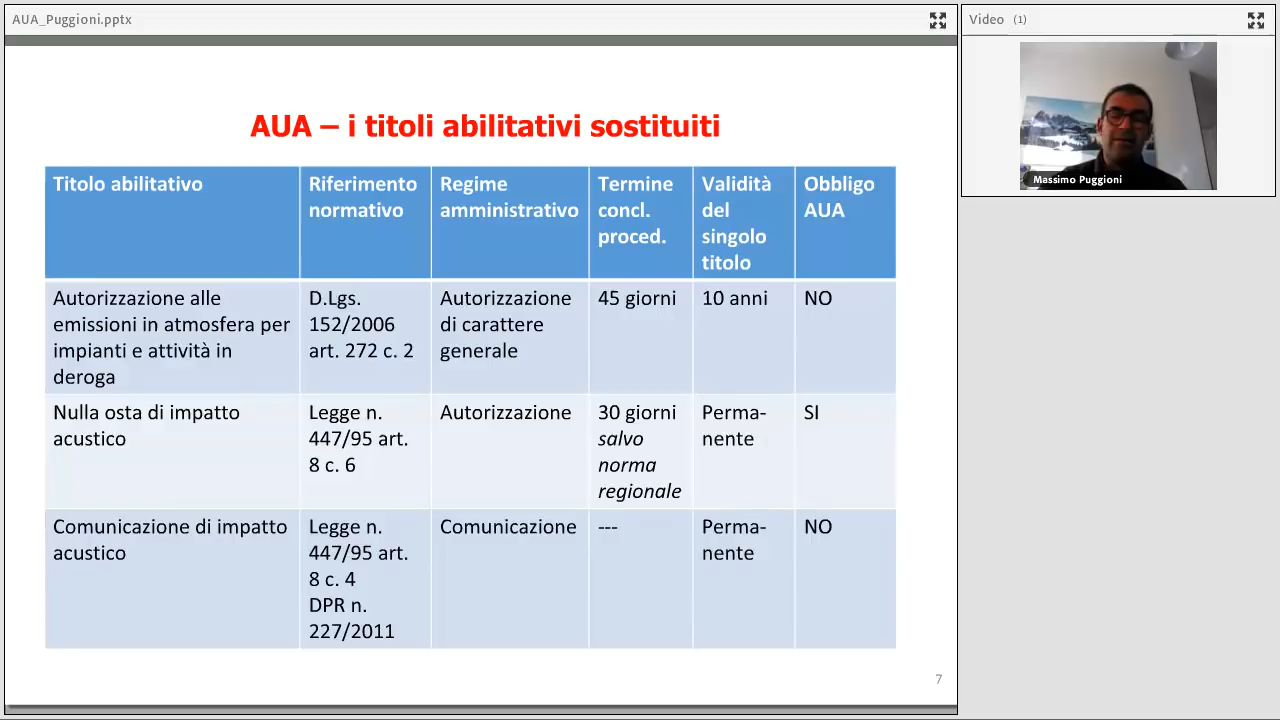 AUA_Puggioni.pptx
Video (1)
Massimo Puggioni
AUA – i titoli abilitativi sostituiti
Titolo abilitativo
Riferimento
normativo
Regime
amministrativo
Termine
concl.
proced.
Validità
del
singolo
titolo
Obbligo
AUA
Autorizzazione alle
emissioni in atmosfera per
impianti e attività in
deroga
D.Lgs.
152/2006
art. 272 c. 2
Autorizzazione
di carattere
generale
45 giorni
10 anni
NO
Nulla osta di impatto
acustico
Legge n.
447/95 art.
8 c. 6
Autorizzazione
30 giorni
salvo
norma
regionale
Perma-
nente
SI
Comunicazione di impatto
acustico
Legge n.
447/95 art.
8 c. 4
DPR n.
227/2011
Comunicazione
---
Perma-
nente
NO
7